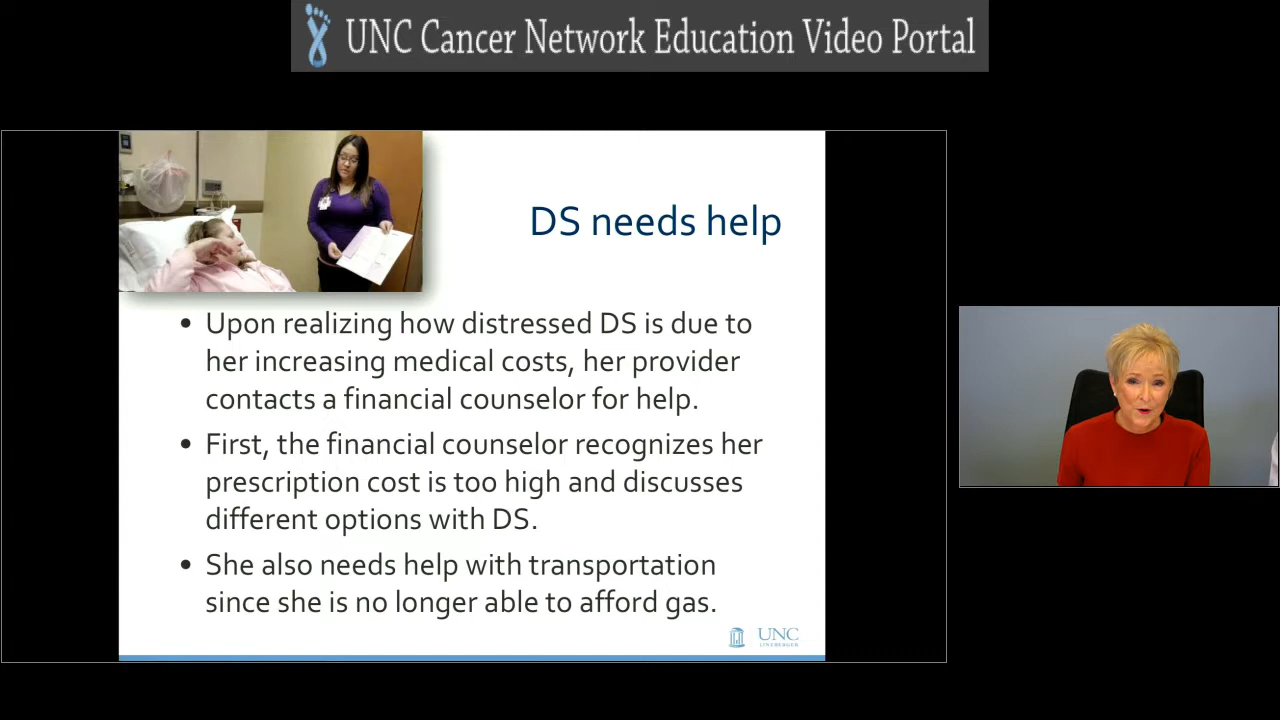 UNC Cancer Network Education Video Portal
DS needs help
• Upon realizing how distressed DS is due to
her increasing medical costs, her provider
contacts a financial counselor for help.
• First, the financial counselor recognizes her
prescription cost is too high and discusses
different options with DS.
• She also needs help with transportation
since she is no longer able to afford gas.
UNC
LINEBERGER